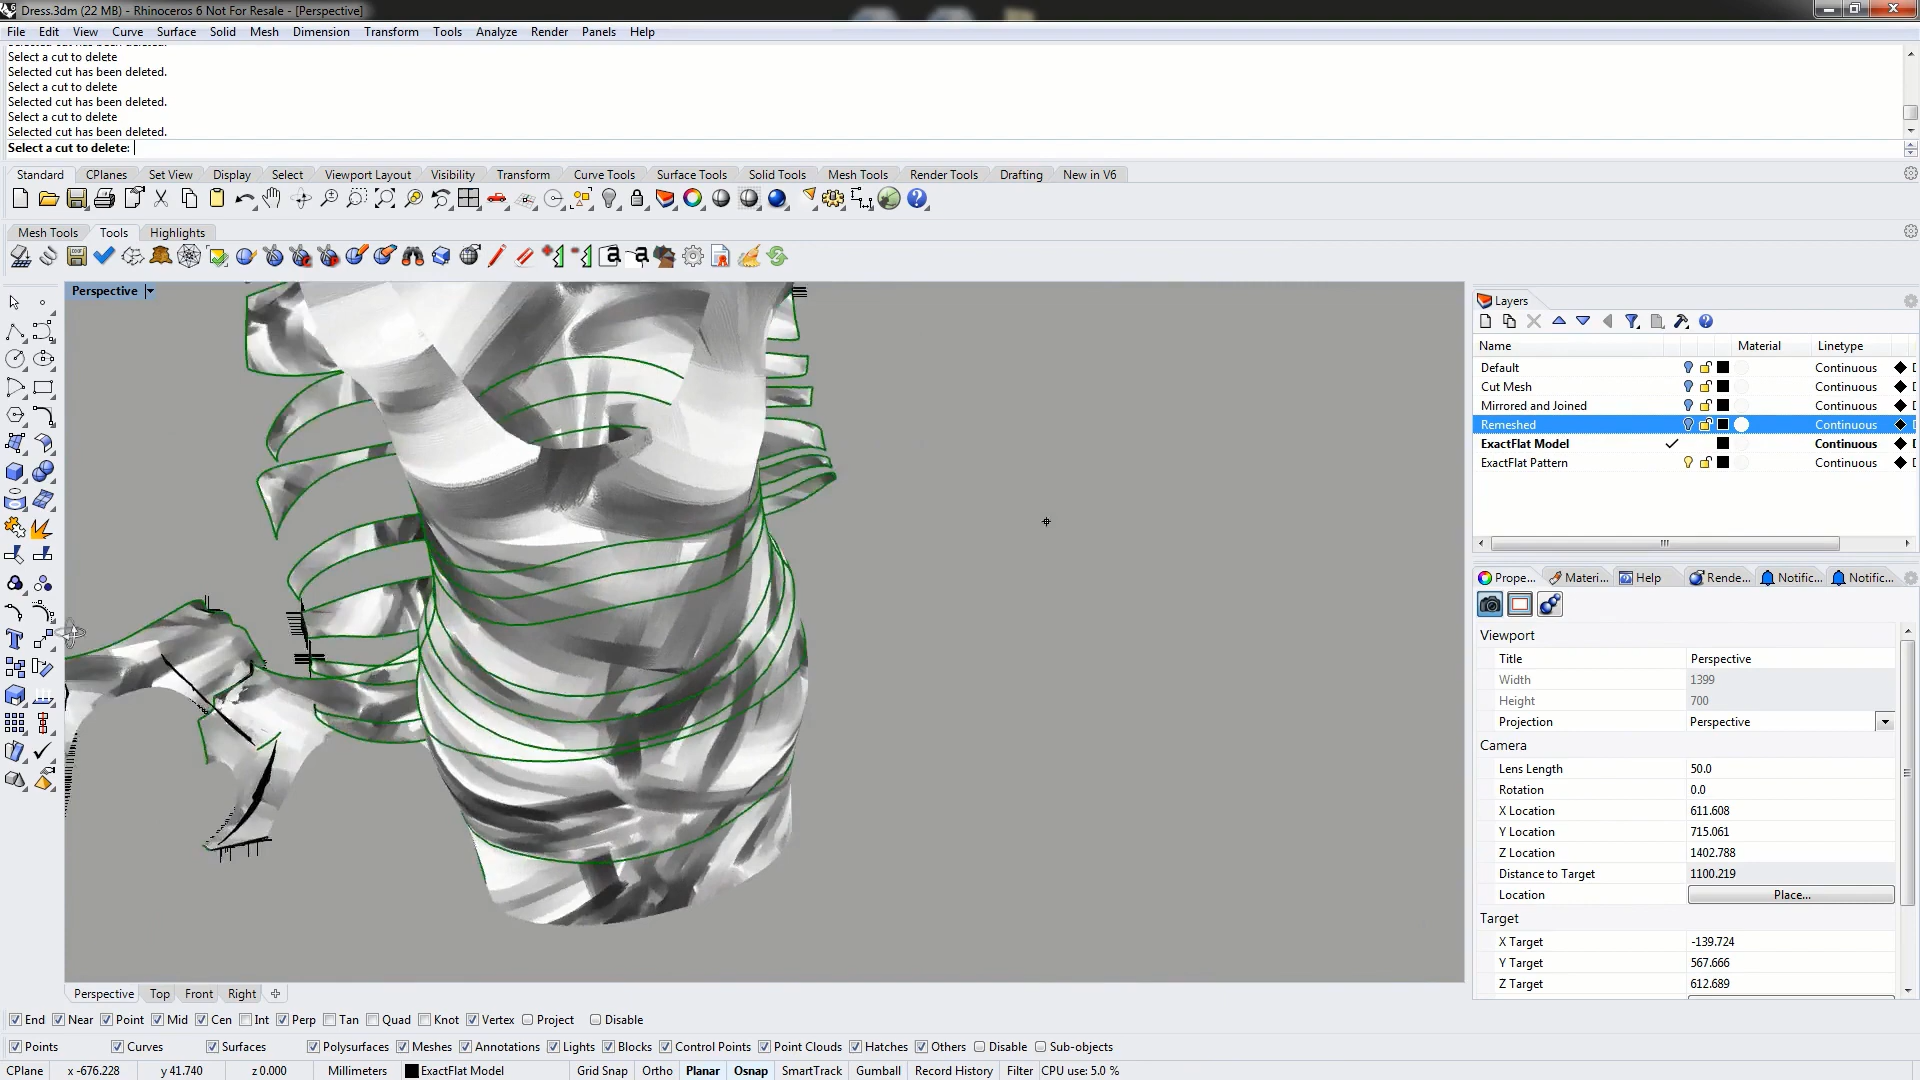 Dress.3dm (22 MB) - Rhinoceros 6 Not For Resale - [Perspective]
File Edit View Curve Surface Solid Mesh Dimension Transform Tools Analyze Render Panels Help
Select a cut to delete
Selected cut has been deleted.
Select a cut to delete
Selected cut has been deleted.
Select a cut to delete
Selected cut has been deleted.
Select a cut to delete:
Standard CPlanes Set View Display Select Viewport Layout Visibility Transform Curve Tools Surface Tools Solid Tools Mesh Tools Render Tools Drafting New in V6
Mesh Tools Tools Highlights
Perspective
Layers
Name Material Linetype
Default Continuous
Cut Mesh Continuous
Mirrored and Joined Continuous
Remeshed Continuous
ExactFlat Model Continuous
ExactFlat Pattern Continuous
Prope... Materi... Help Rende... Notific... Notific...
Viewport
Title Perspective
Width 1399
Height 700
Projection Perspective
Camera
Lens Length 50.0
Rotation 0.0
X Location 611.608
Y Location 715.061
Z Location 1402.788
Distance to Target 1100.219
Location Place...
Target
X Target -139.724
Y Target 567.666
Z Target 612.689
Perspective Top Front Right
End Near Point Mid Cen Int Perp Tan Quad Knot Vertex Project Disable
Points Curves Surfaces Polysurfaces Meshes Annotations Lights Blocks Control Points Point Clouds Hatches Others Disable Sub-objects
CPlane x -676.228 y 41.740 z 0.000 Millimeters ExactFlat Model Grid Snap Ortho Planar Osnap SmartTrack Gumball Record History Filter CPU use: 5.0 %